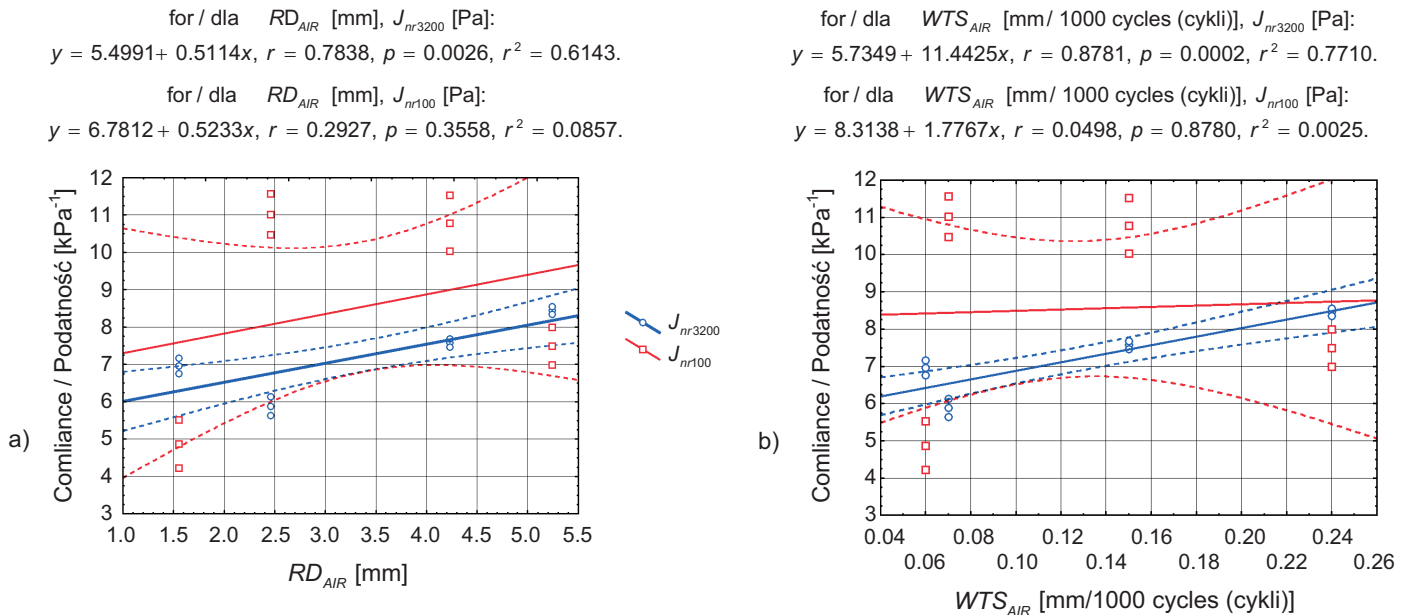 for / dla RD_AIR [mm], J_nr3200 [Pa]:
y = 5.4991+ 0.5114x, r = 0.7838, p = 0.0026, r² = 0.6143.
for / dla RD_AIR [mm], J_nr100 [Pa]:
y = 6.7812 + 0.5233x, r = 0.2927, p = 0.3558, r² = 0.0857.
12
11
10
9
8
7
6
5
4
3
Comliance / Podatność [kPa⁻¹]
a)
1.0 1.5 2.0 2.5 3.0 3.5 4.0 4.5 5.0 5.5
RD_AIR [mm]
J_nr3200
J_nr100
for / dla WTS_AIR [mm/ 1000 cycles (cykli)], J_nr3200 [Pa]:
y = 5.7349 + 11.4425x, r = 0.8781, p = 0.0002, r² = 0.7710.
for / dla WTS_AIR [mm/ 1000 cycles (cykli)], J_nr100 [Pa]:
y = 8.3138 + 1.7767x, r = 0.0498, p = 0.8780, r² = 0.0025.
12
11
10
9
8
7
6
5
4
3
Comliance / Podatność [kPa⁻¹]
b)
0.04 0.08 0.12 0.16 0.20 0.24
0.06 0.10 0.14 0.18 0.22 0.26
WTS_AIR [mm/1000 cycles (cykli)]